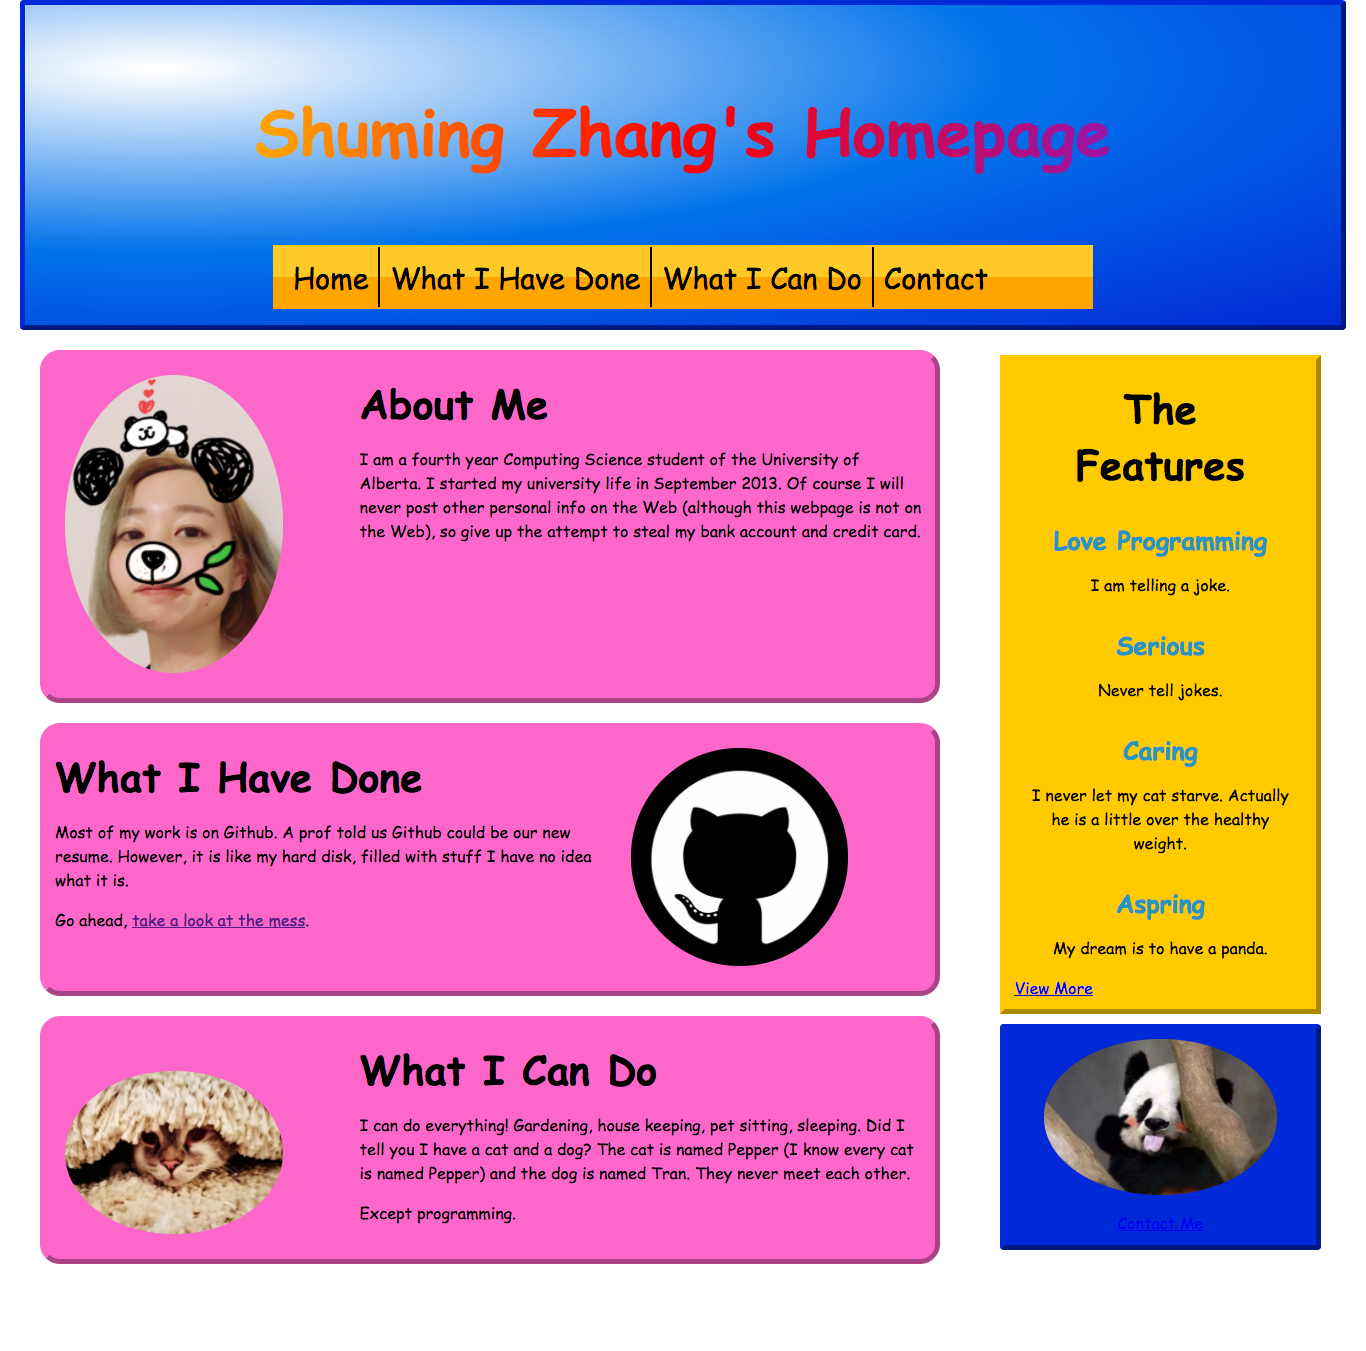 Shuming Zhang's Homepage
Home
What I Have Done
What I Can Do
Contact
About Me
I am a fourth year Computing Science student of the University of
Alberta. I started my university life in September 2013. Of course I will
never post other personal info on the Web (although this webpage is not on
the Web), so give up the attempt to steal my bank account and credit card.
What I Have Done
Most of my work is on Github. A prof told us Github could be our new
resume. However, it is like my hard disk, filled with stuff I have no idea
what it is.
Go ahead, take a look at the mess.
What I Can Do
I can do everything! Gardening, house keeping, pet sitting, sleeping. Did I
tell you I have a cat and a dog? The cat is named Pepper (I know every cat
is named Pepper) and the dog is named Tran. They never meet each other.
Except programming.
The
Features
Love Programming
I am telling a joke.
Serious
Never tell jokes.
Caring
I never let my cat starve. Actually
he is a little over the healthy
weight.
Aspring
My dream is to have a panda.
View More
Contact Me